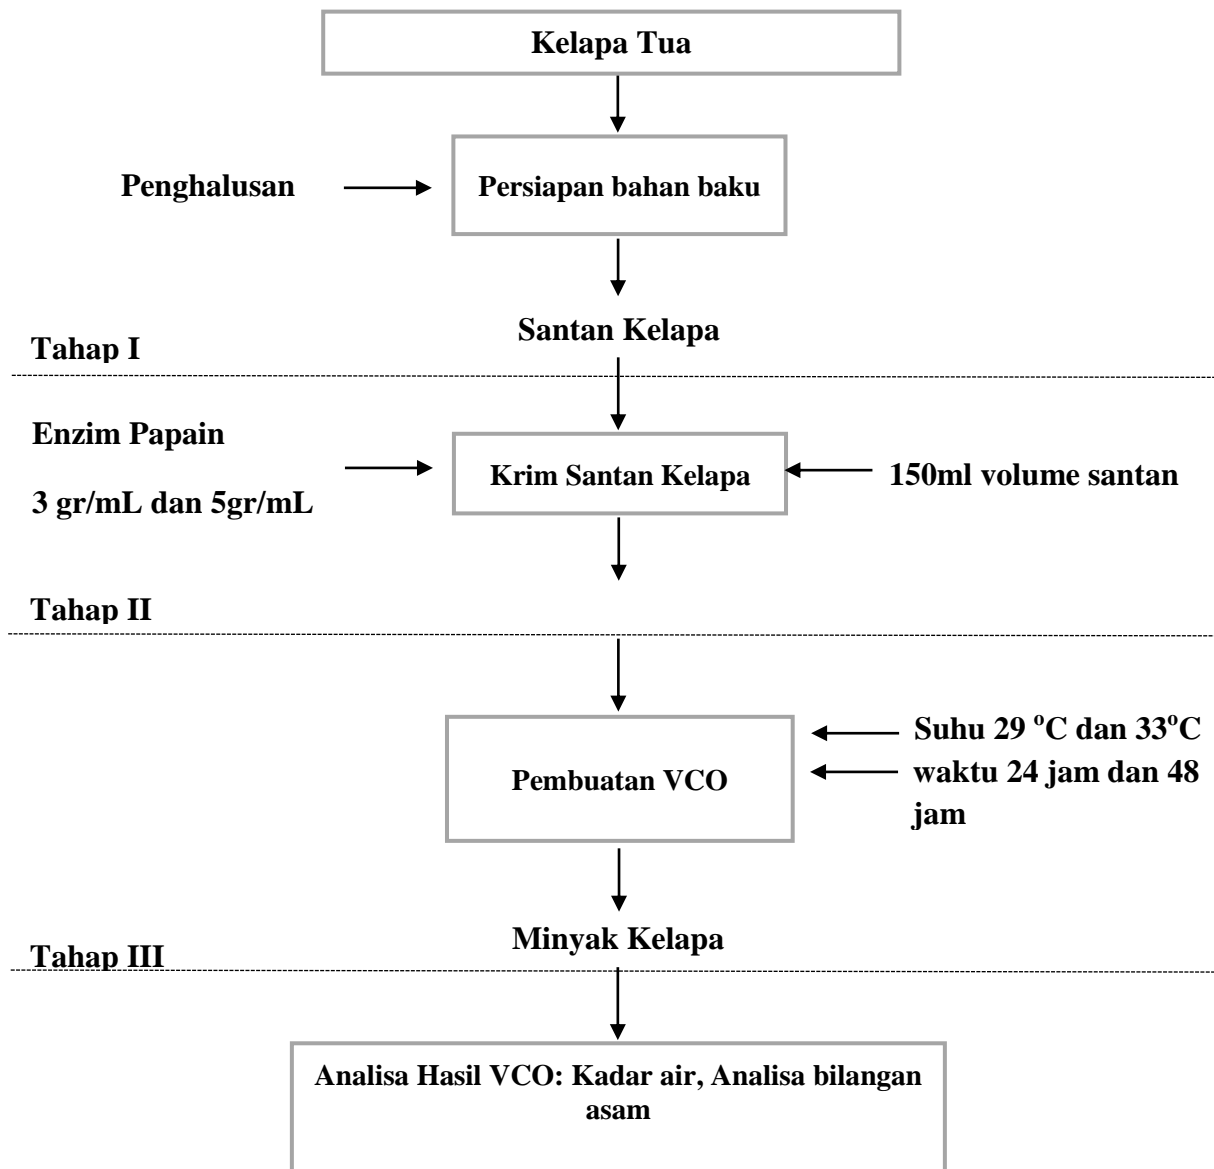 Kelapa Tua
Penghalusan
Persiapan bahan baku
Santan Kelapa
Tahap I
Enzim Papain
3 gr/mL dan 5gr/mL
Krim Santan Kelapa
150ml volume santan
Tahap II
Pembuatan VCO
Suhu 29 °C dan 33°C
waktu 24 jam dan 48
jam
Minyak Kelapa
Tahap III
Analisa Hasil VCO: Kadar air, Analisa bilangan
asam